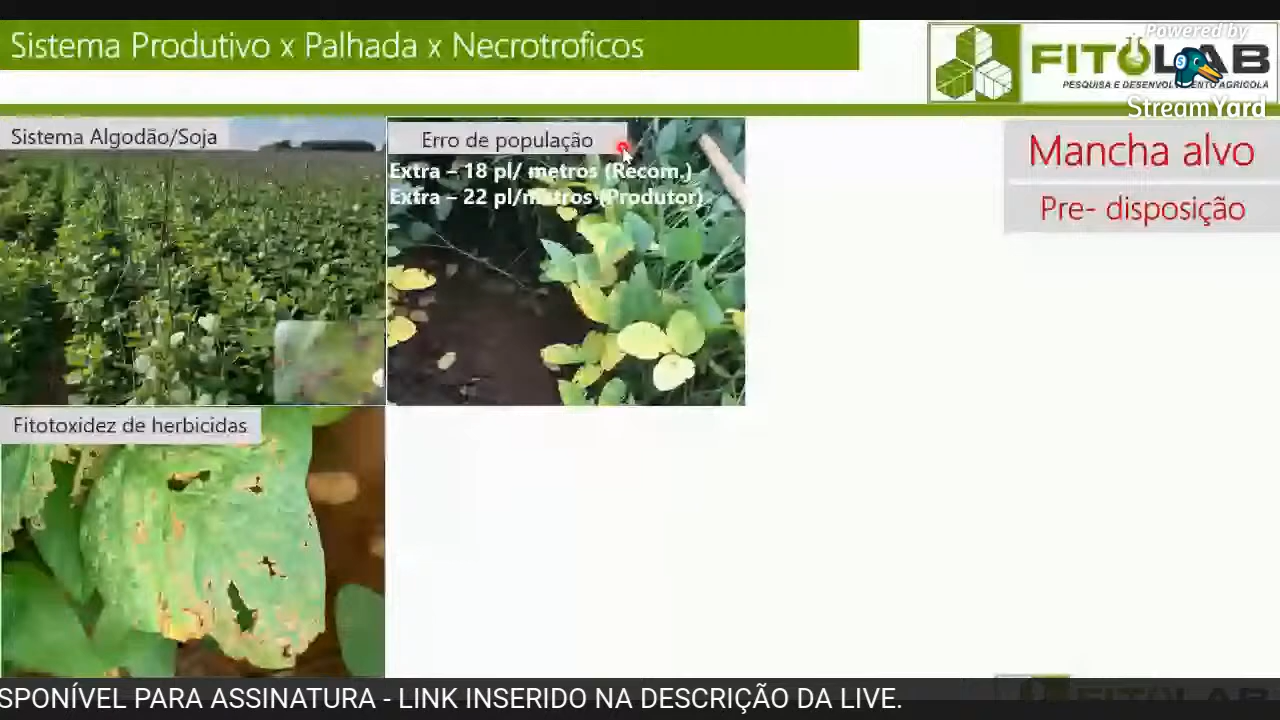 Sistema Produtivo x Palhada x Necrotroficos
FITOLAB
PESQUISA E DESENVOLVIMENTO AGRICOLA
Powered by
StreamYard
Sistema Algodão/Soja
Erro de população
Extra – 18 pl/ metros (Recom.)
Extra – 22 pl/metros (Produtor)
Mancha alvo
Pre- disposição
Fitotoxidez de herbicidas
SPONÍVEL PARA ASSINATURA - LINK INSERIDO NA DESCRIÇÃO DA LIVE.
FITOLAB